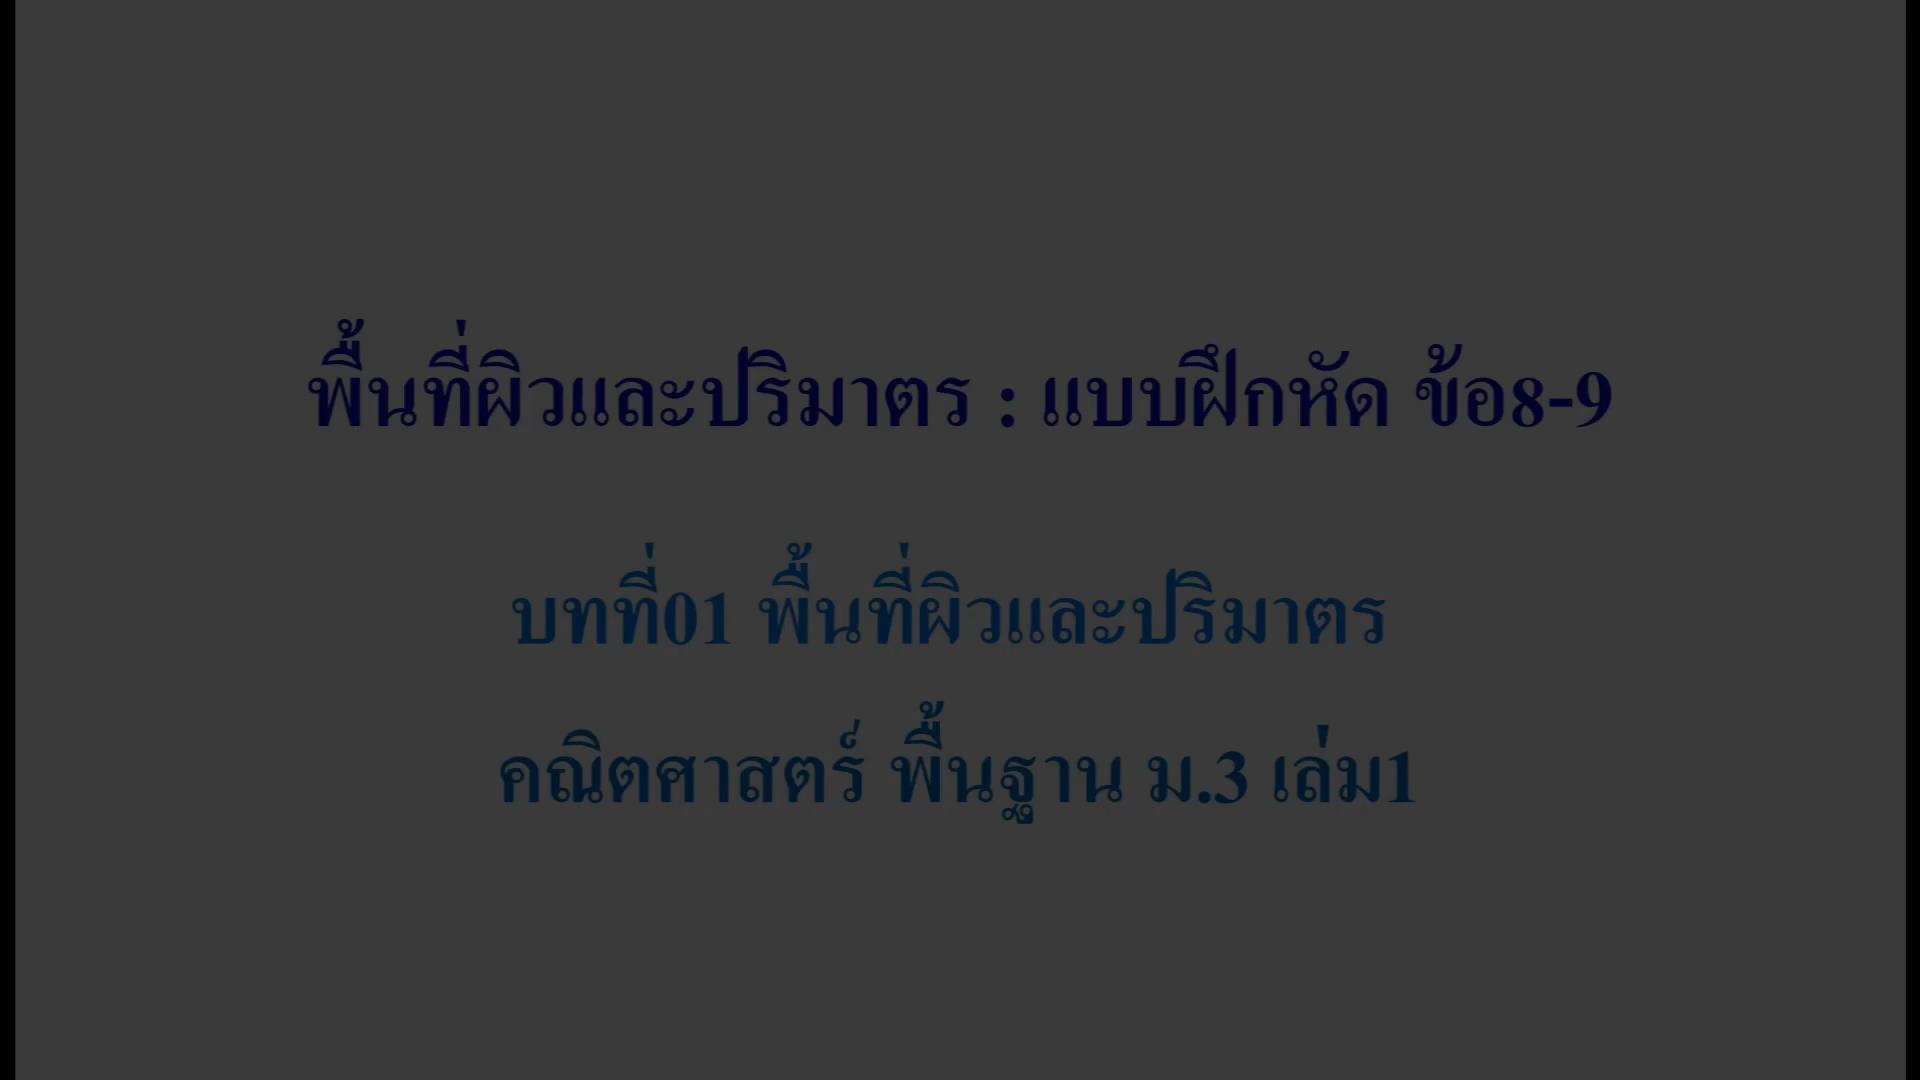 พื้นที่ผิวและปริมาตร : แบบฝึกหัด ข้อ8-9
บทที่01 พื้นที่ผิวและปริมาตร
คณิตศาสตร์ พื้นฐาน ม.3 เล่ม1